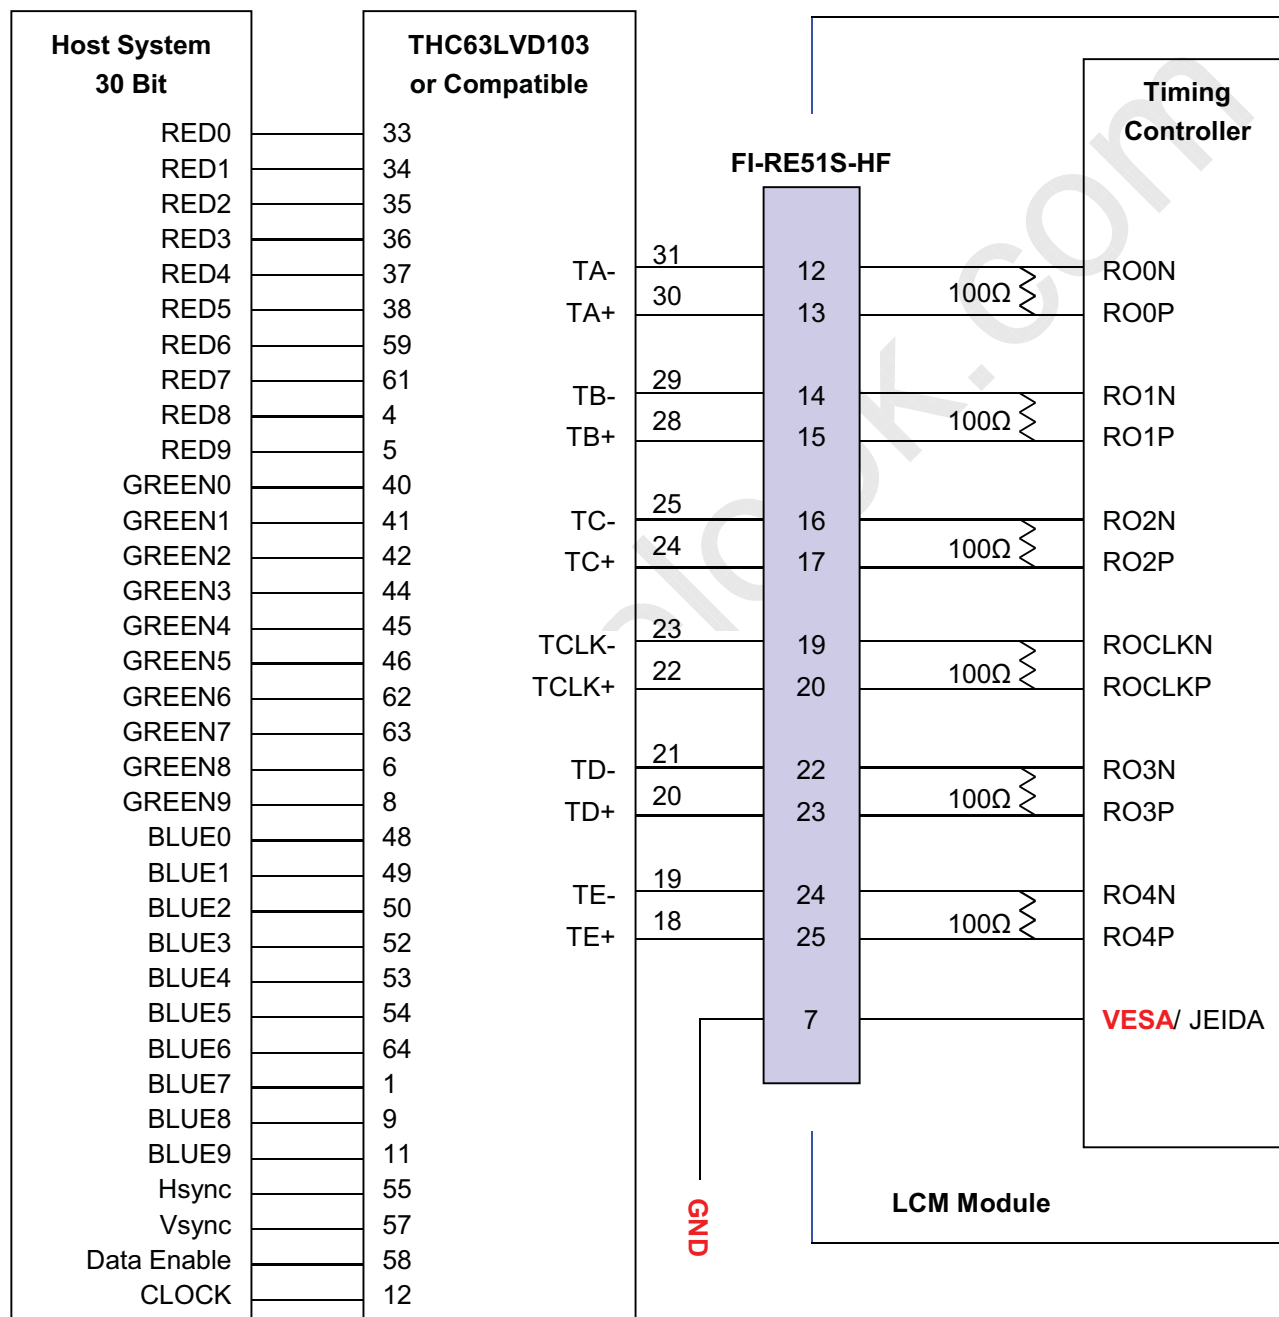 Host System
30 Bit
RED0
RED1
RED2
RED3
RED4
RED5
RED6
RED7
RED8
RED9
GREEN0
GREEN1
GREEN2
GREEN3
GREEN4
GREEN5
GREEN6
GREEN7
GREEN8
GREEN9
BLUE0
BLUE1
BLUE2
BLUE3
BLUE4
BLUE5
BLUE6
BLUE7
BLUE8
BLUE9
Hsync
Vsync
Data Enable
CLOCK
THC63LVD103
or Compatible
33
34
35
36
37
38
59
61
4
5
40
41
42
44
45
46
62
63
6
8
48
49
50
52
53
54
64
1
9
11
55
57
58
12
TA-
TA+
TB-
TB+
TC-
TC+
TCLK-
TCLK+
TD-
TD+
TE-
TE+
31
30
29
28
25
24
23
22
21
20
19
18
GND
FI-RE51S-HF
12
13
14
15
16
17
19
20
22
23
24
25
7
100Ω
100Ω
100Ω
100Ω
100Ω
100Ω
LCM Module
Timing
Controller
RO0N
RO0P
RO1N
RO1P
RO2N
RO2P
ROCLKN
ROCLKP
RO3N
RO3P
RO4N
RO4P
VESA/ JEIDA